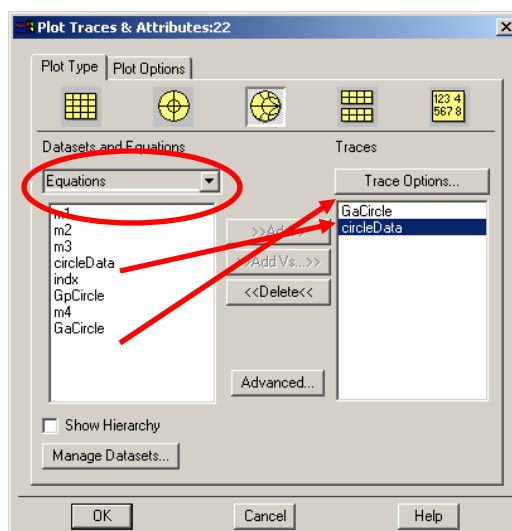 Plot Traces & Attributes:22
Plot Type
Plot Options
123 4
567 8
Datasets and Equations
Traces
Equations
Trace Options...
m1
m2
m3
circleData
indx
GpCircle
m4
GaCircle
>>Add>>
>>Add Vs...>>
<<Delete<<
Advanced...
GaCircle
circleData
Show Hierarchy
Manage Datasets...
OK
Cancel
Help